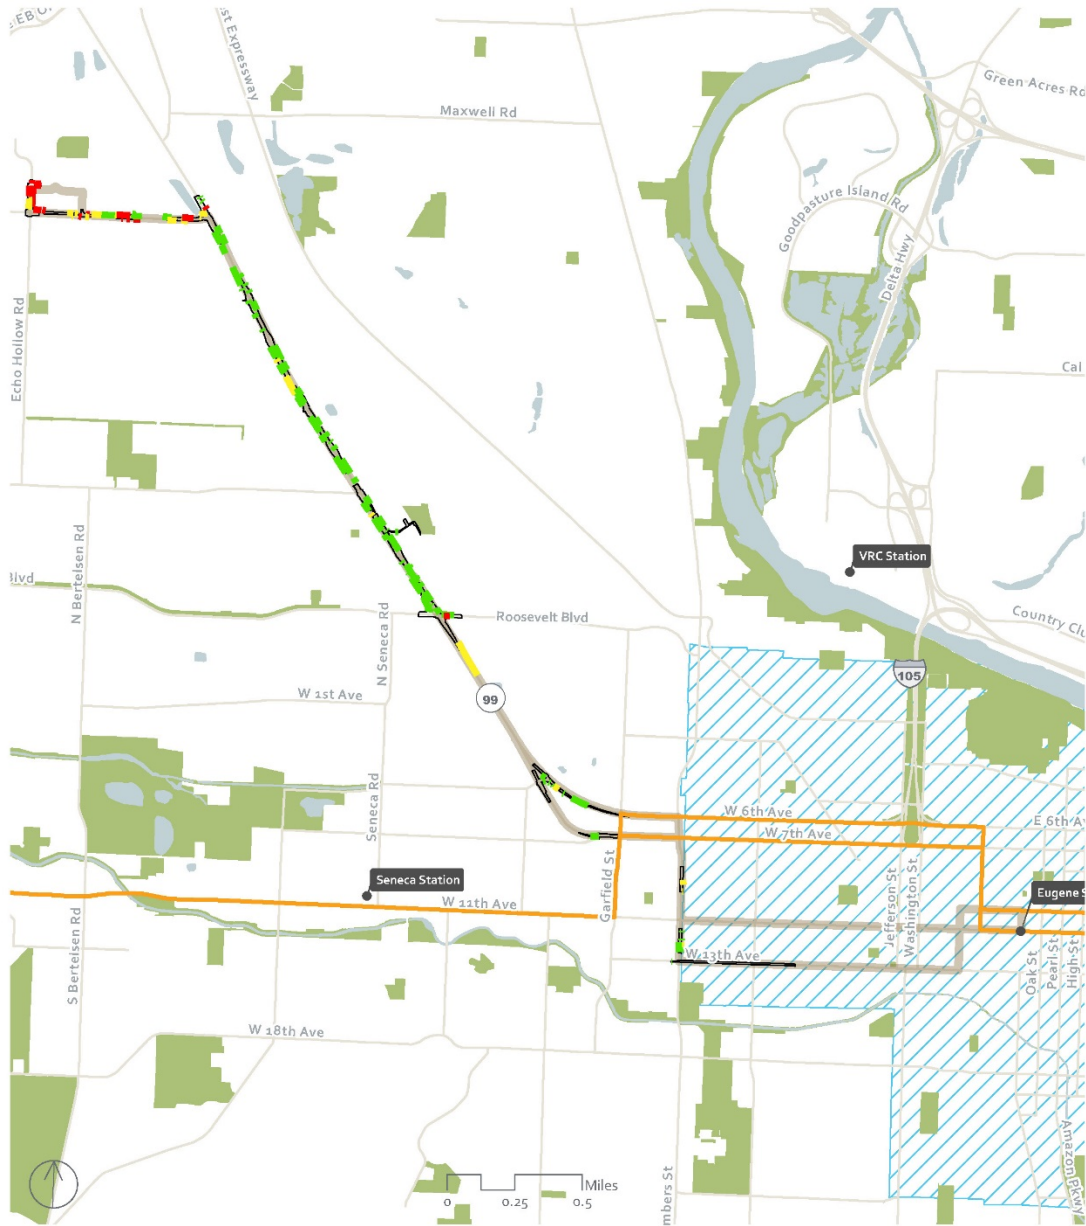 EB O
st Expressway
Green Acres Rd
Maxwell Rd
Goodpasture Island Rd
Delta Hwy
Echo Hollow Rd
Cal
N Bertelsen Rd
VRC Station
Blvd
N Seneca Rd
Roosevelt Blvd
Country Clu
105
W 1st Ave
99
Seneca Rd
W 6th Ave
E 6th A
W 7th Ave
Seneca Station
Garfield St
Jefferson St
Washington St
Eugene S
W 11th Ave
S Bertelsen Rd
W 13th Ave
Oak St
Pearl St
High St
W 18th Ave
Amazon Pkwy
mbers St
Miles
0 0.25 0.5